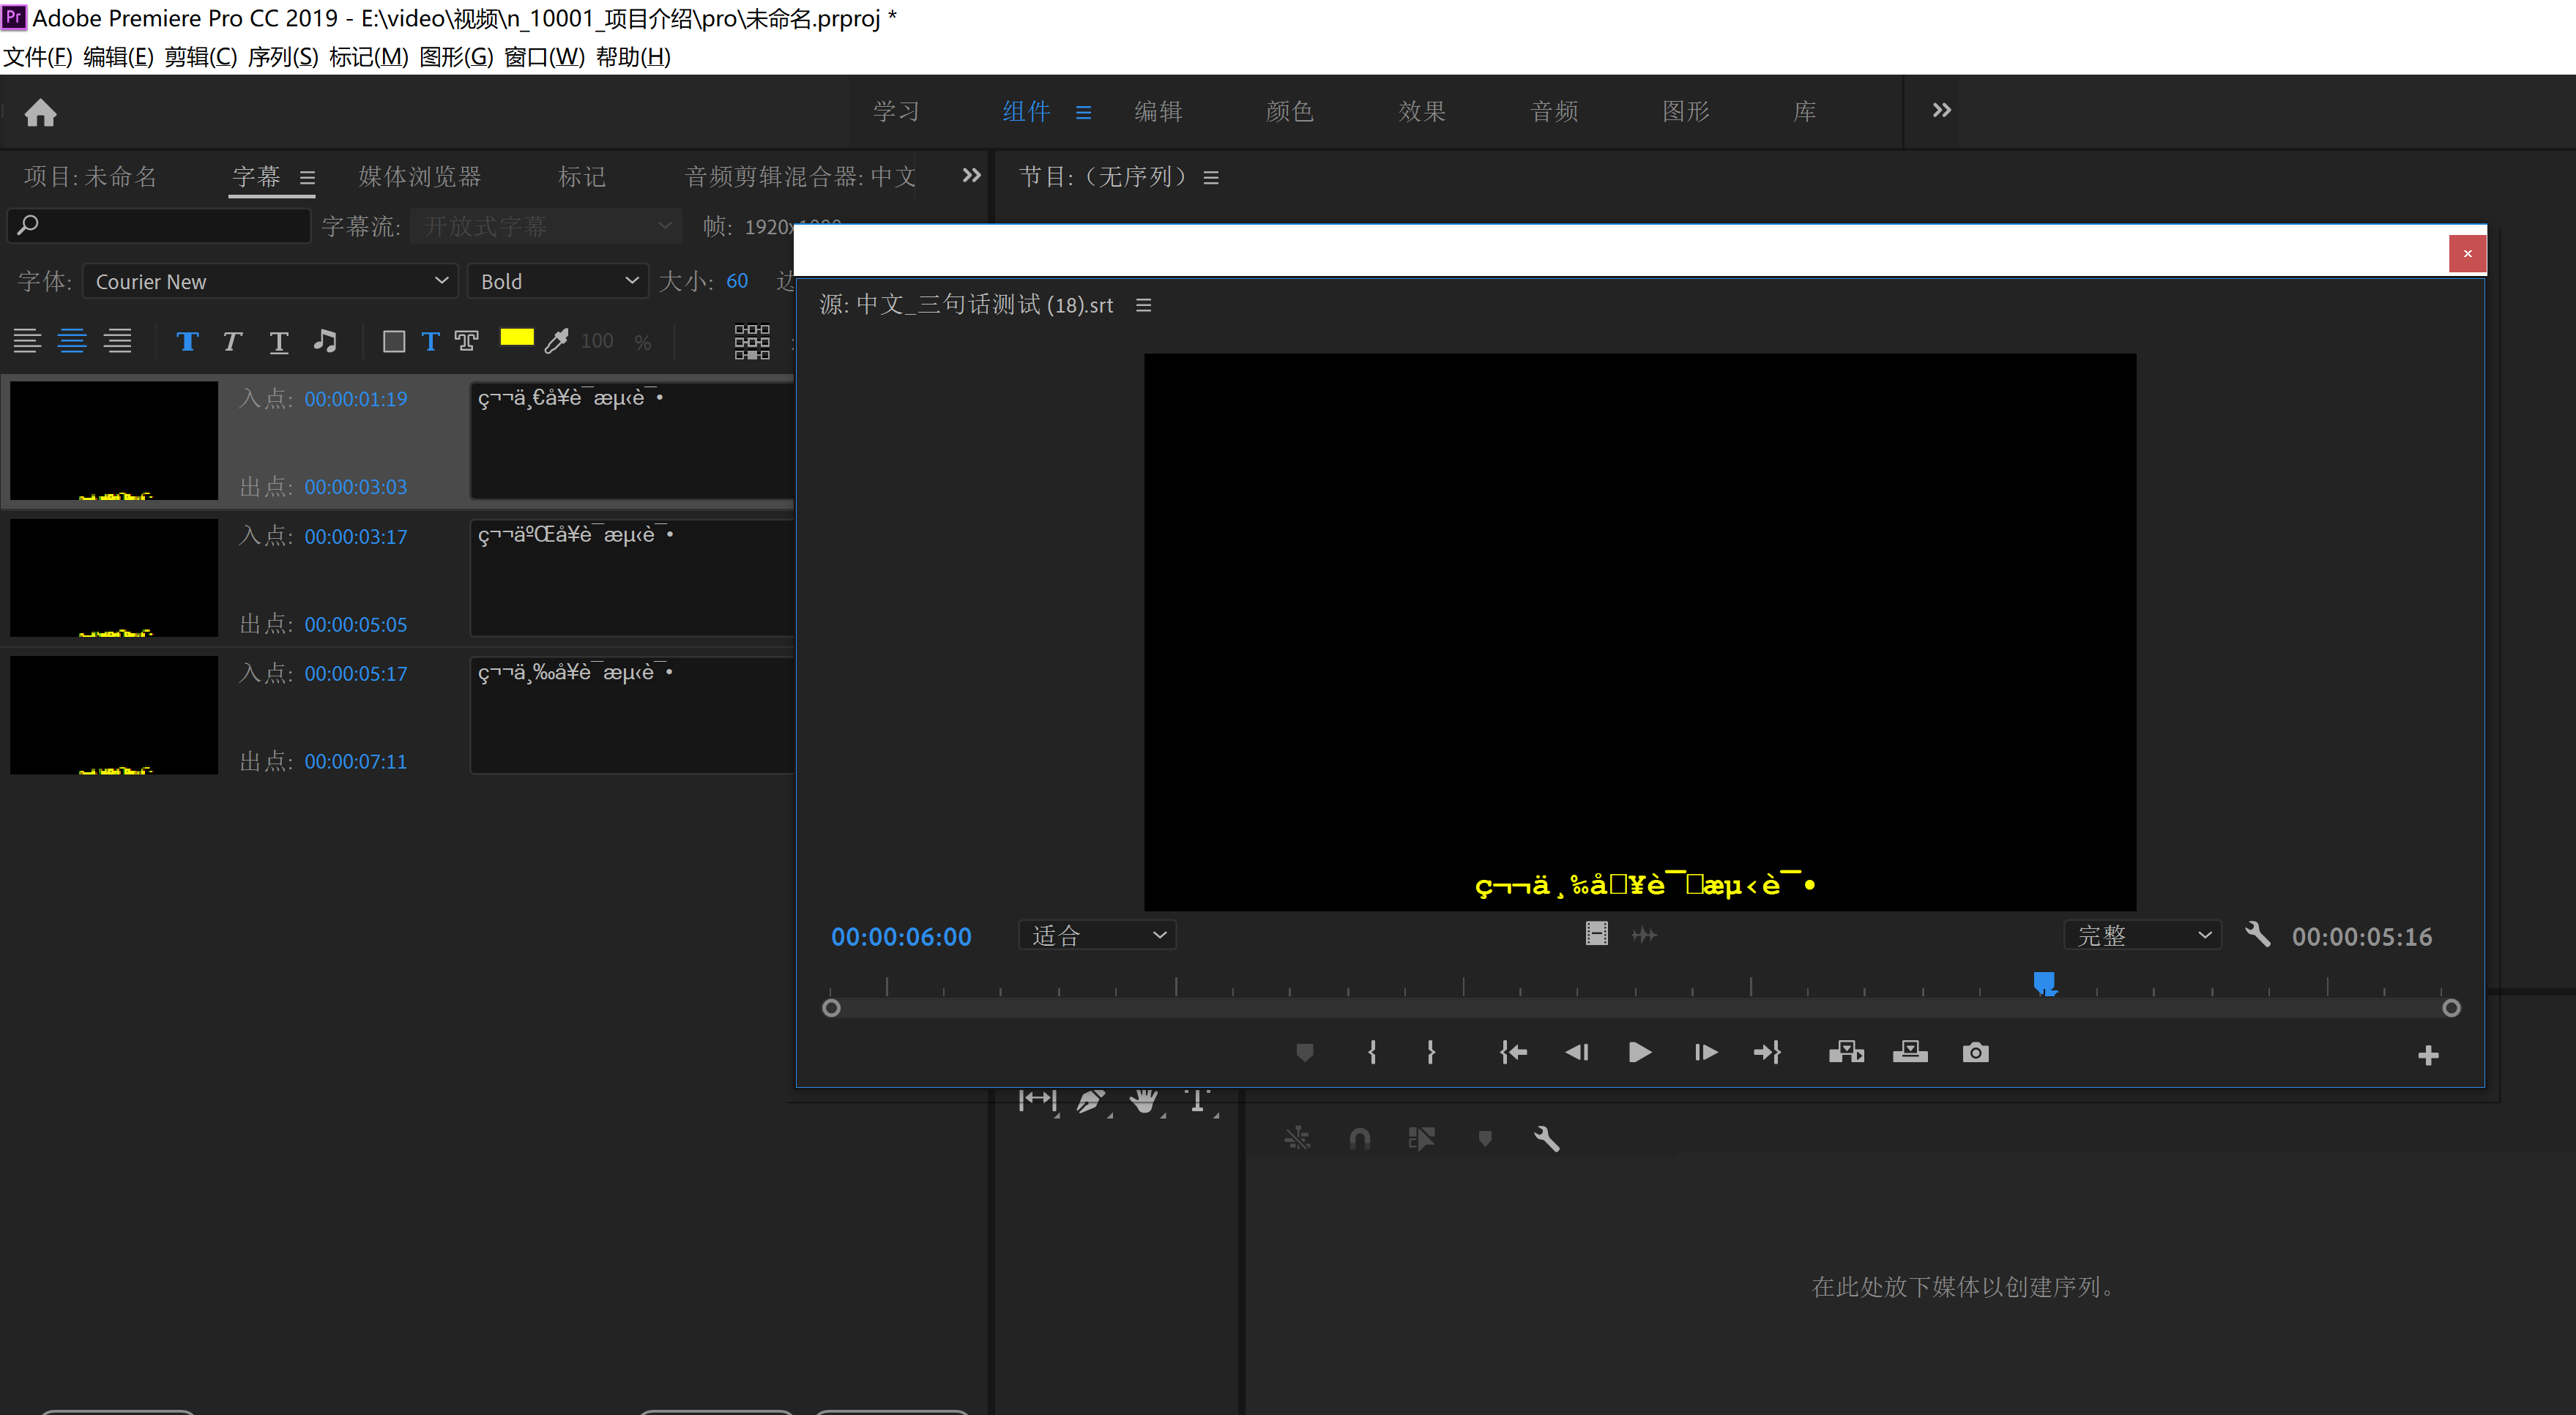 Adobe Premiere Pro CC 2019 - E:\video\视频\n_10001_项目介绍\pro\未命名.prproj *
文件(F) 编辑(E) 剪辑(C) 序列(S) 标记(M) 图形(G) 窗口(W) 帮助(H)
学习 组件 编辑 颜色 效果 音频 图形 库
项目: 未命名 字幕 媒体浏览器 标记 音频剪辑混合器: 中文
节目:（无序列）
字幕流: 开放式字幕 帧: 1920x1080
字体: Courier New Bold 大小: 60 边
100 %
入点: 00:00:01:19
ç¬¬ä¸€å¥è¯æµ‹è¯•
出点: 00:00:03:03
入点: 00:00:03:17
ç¬¬äºŒå¥è¯æµ‹è¯•
出点: 00:00:05:05
入点: 00:00:05:17
ç¬¬ä¸‰å¥è¯æµ‹è¯•
出点: 00:00:07:11
源: 中文_三句话测试 (18).srt
ç¬¬ä¸‰å□¥è¯□æµ‹è¯•
00:00:06:00 适合 完整 00:00:05:16
在此处放下媒体以创建序列。